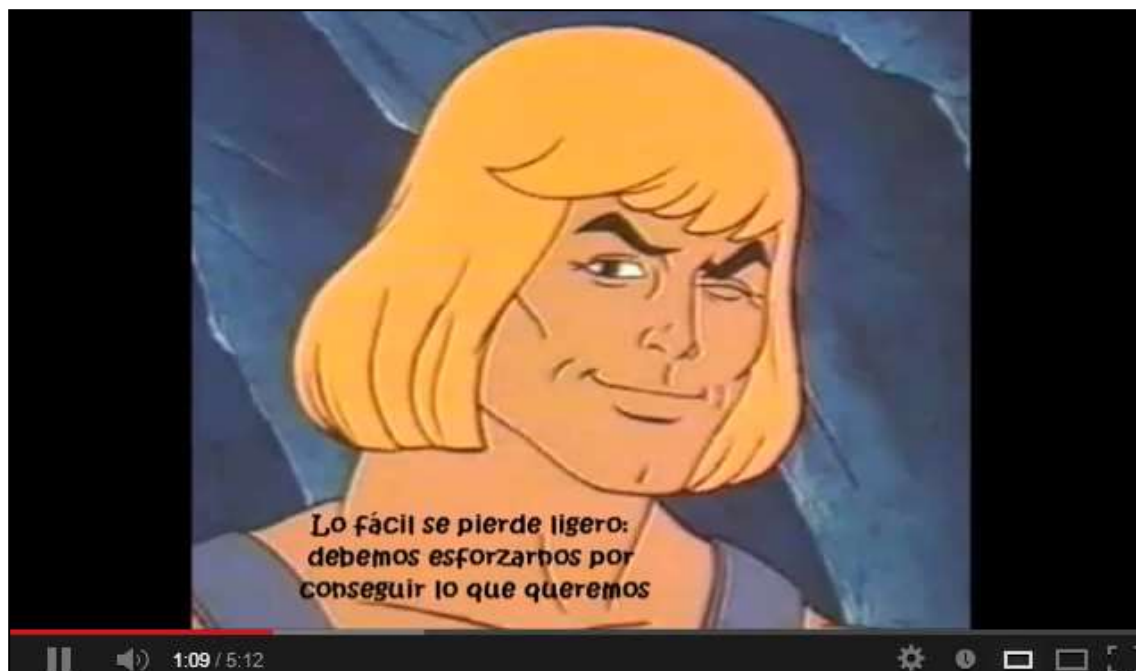 Lo fácil se pierde ligero:
debemos esforzarnos por
conseguir lo que queremos
1:09 / 5:12